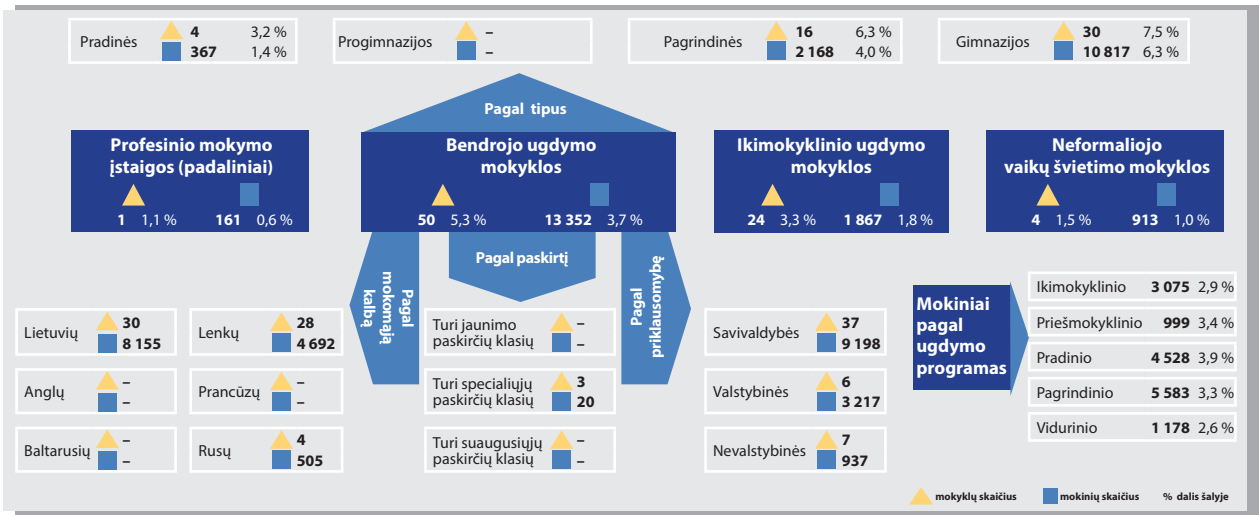 Pradinės
4 3,2 %
367 1,4 %
Progimnazijos
–
–
Pagrindinės
16 6,3 %
2 168 4,0 %
Gimnazijos
30 7,5 %
10 817 6,3 %
Pagal tipus
Profesinio mokymo
įstaigos (padaliniai)
1 1,1 % 161 0,6 %
Bendrojo ugdymo
mokyklos
50 5,3 % 13 352 3,7 %
Ikimokyklinio ugdymo
mokyklos
24 3,3 % 1 867 1,8 %
Neformaliojo
vaikų švietimo mokyklos
4 1,5 % 913 1,0 %
Pagal
mokomąją
kalbą
Pagal paskirtį
Pagal
priklausomybę
Lietuvių
30
8 155
Lenkų
28
4 692
Anglų
–
–
Prancūzų
–
–
Baltarusių
–
–
Rusų
4
505
Turi jaunimo
paskirčių klasių
–
–
Turi specialiųjų
paskirčių klasių
3
20
Turi suaugusiųjų
paskirčių klasių
–
–
Savivaldybės
37
9 198
Valstybinės
6
3 217
Nevalstybinės
7
937
Mokiniai
pagal
ugdymo
programas
Ikimokyklinio 3 075 2,9 %
Priešmokyklinio 999 3,4 %
Pradinio 4 528 3,9 %
Pagrindinio 5 583 3,3 %
Vidurinio 1 178 2,6 %
mokyklų skaičius mokinių skaičius % dalis šalyje